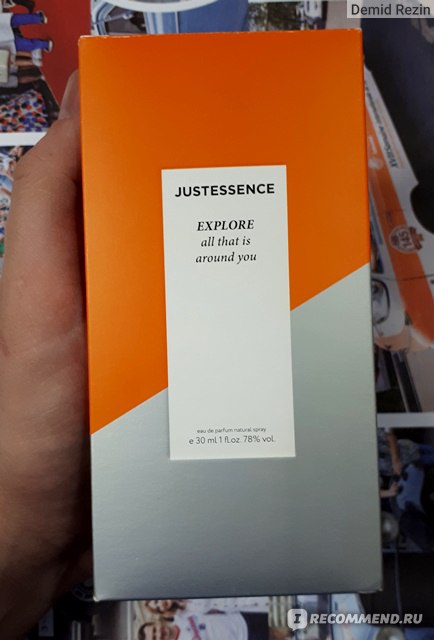 Demid Rezin
JUSTESSENCE
EXPLORE
all that is
around you
eau de parfum natural spray
e 30 ml 1 fl.oz. 78% vol.
IRECOMMEND.RU